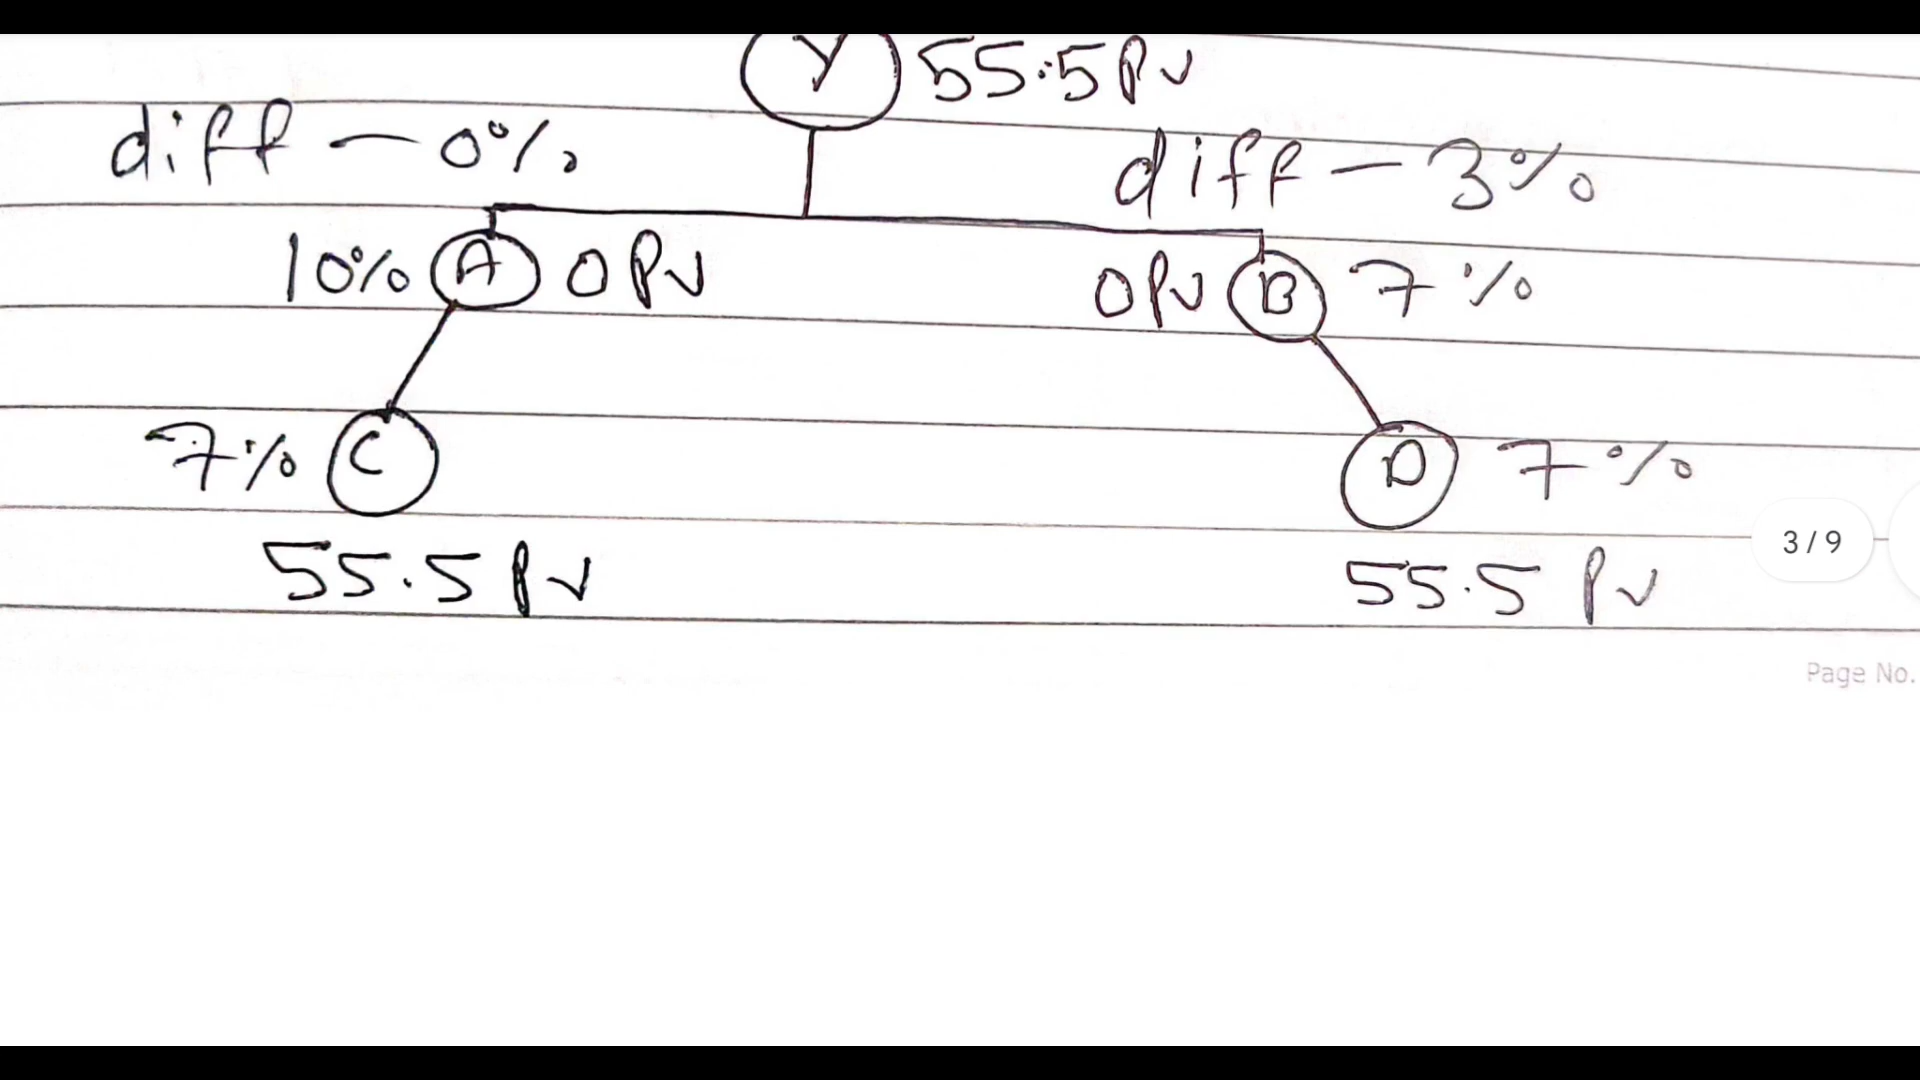 Y 55.5 Pv
diff - 0%
diff - 3%
10% A 0 Pv
0 Pv B 7%
7% C
D 7%
3 / 9
55.5 Pv
55.5 Pv
Page No.